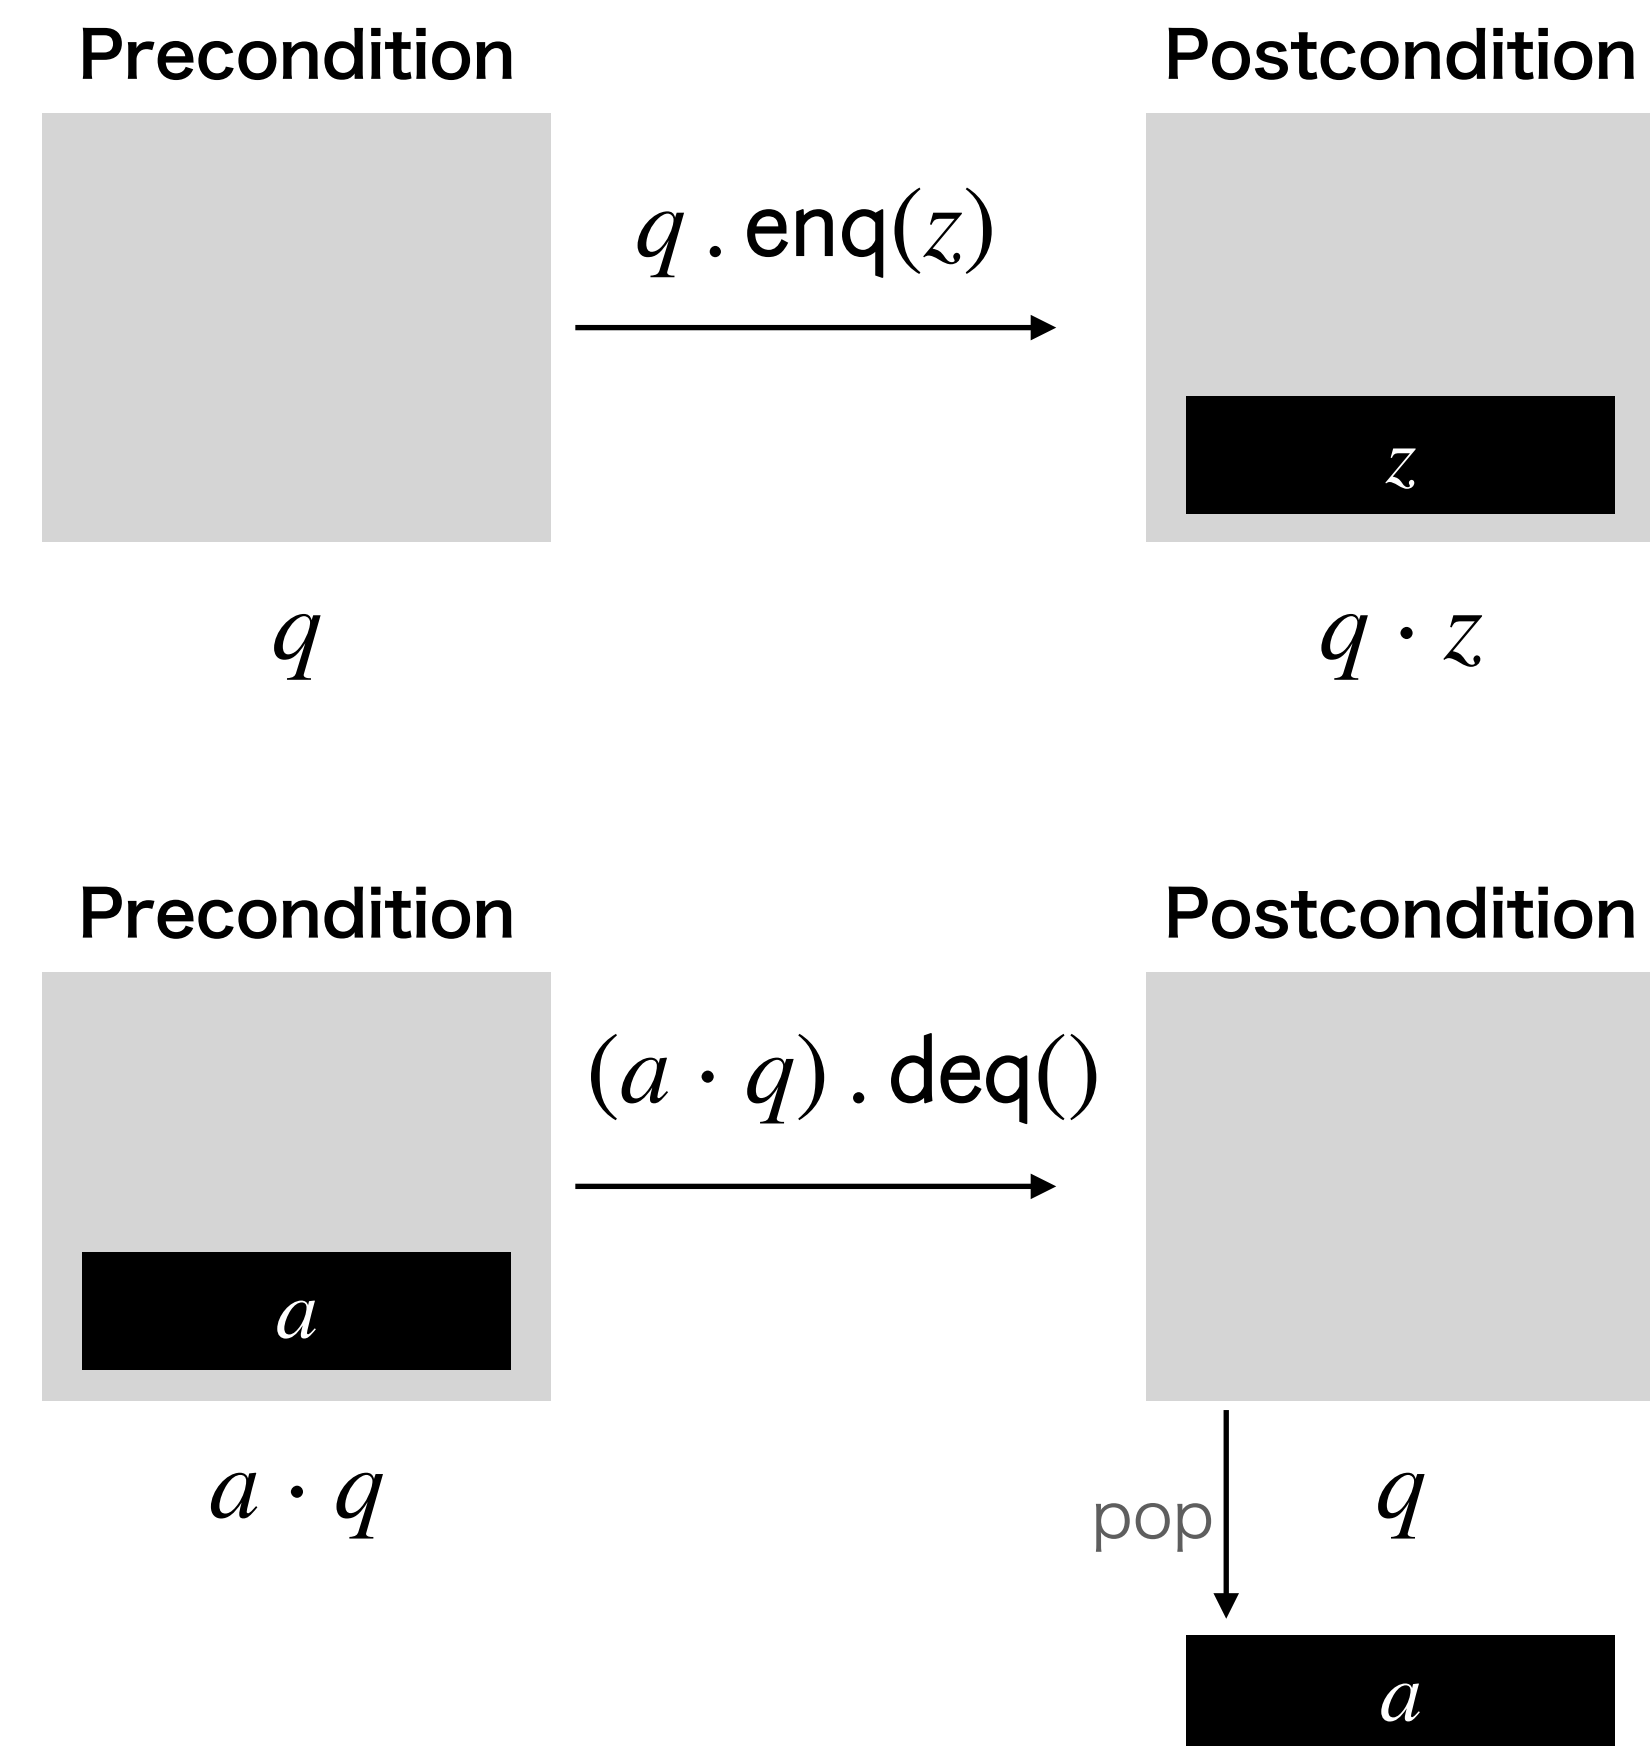 Precondition
Postcondition
q . enq(z)
z
q
q · z
Precondition
Postcondition
(a · q) . deq()
a
a · q
pop
q
a